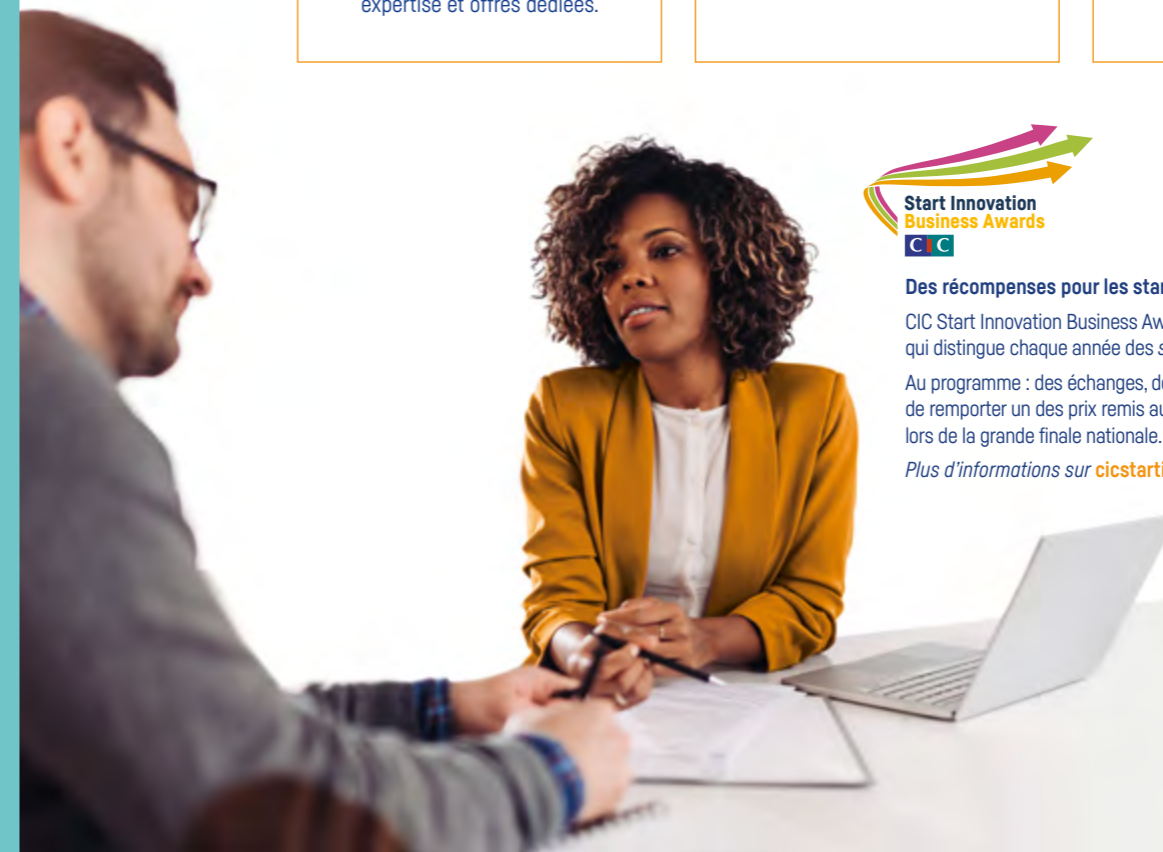 expertise et offres dédiées.
Start Innovation
Business Awards
CIC
Des récompenses pour les star
CIC Start Innovation Business Aw
qui distingue chaque année des s
Au programme : des échanges, de
de remporter un des prix remis au
lors de la grande finale nationale.
Plus d'informations sur cicstarti